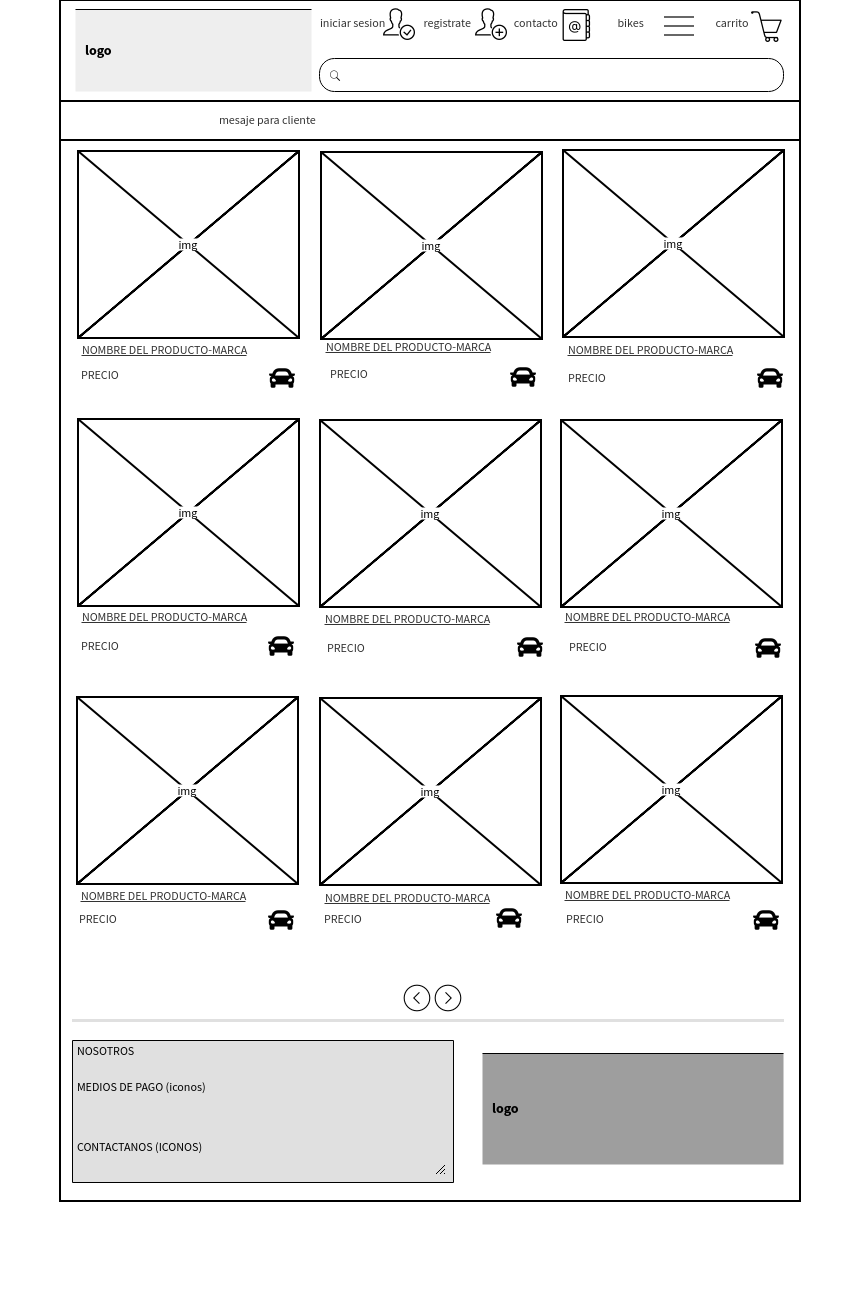 iniciar sesion registrate contacto @ bikes carrito
logo
mesaje para cliente
img img img
NOMBRE DEL PRODUCTO-MARCA NOMBRE DEL PRODUCTO-MARCA NOMBRE DEL PRODUCTO-MARCA
PRECIO PRECIO PRECIO
img img img
NOMBRE DEL PRODUCTO-MARCA NOMBRE DEL PRODUCTO-MARCA NOMBRE DEL PRODUCTO-MARCA
PRECIO PRECIO PRECIO
img img img
NOMBRE DEL PRODUCTO-MARCA NOMBRE DEL PRODUCTO-MARCA NOMBRE DEL PRODUCTO-MARCA
PRECIO PRECIO PRECIO
NOSOTROS
MEDIOS DE PAGO (iconos)
CONTACTANOS (ICONOS)
logo